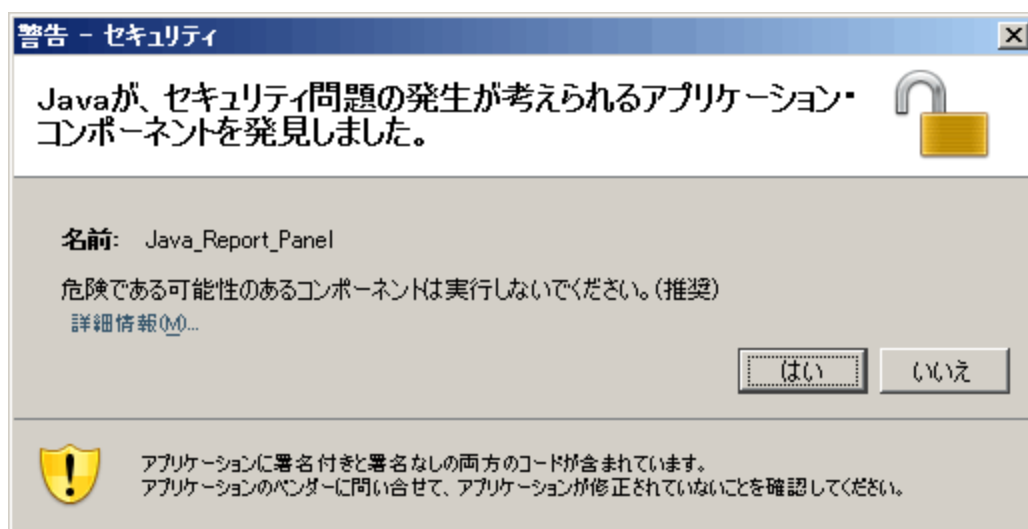 警告 - セキュリティ
Javaが、セキュリティ問題の発生が考えられるアプリケーション・
コンポーネントを発見しました。
名前: Java_Report_Panel
危険である可能性のあるコンポーネントは実行しないでください。(推奨)
詳細情報(M)...
はい いいえ
アプリケーションに署名付きと署名なしの両方のコードが含まれています。
アプリケーションのベンダーに問い合せて、アプリケーションが修正されていないことを確認してください。